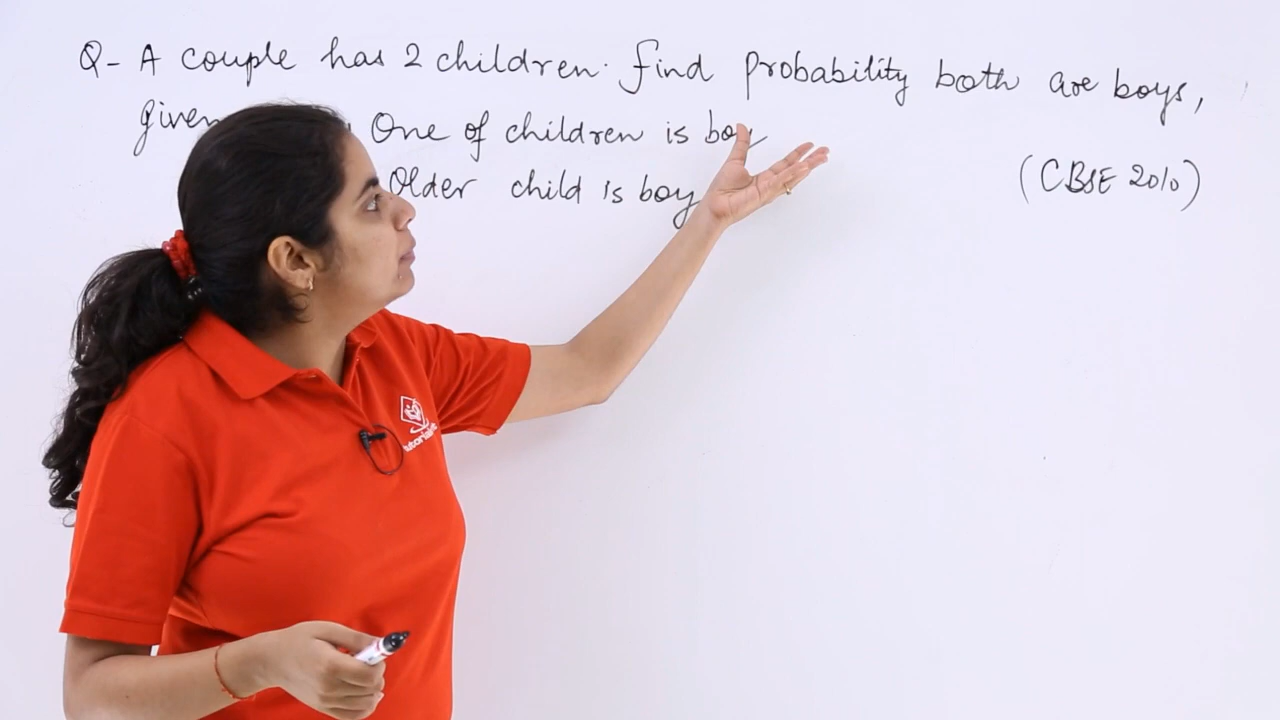 Q- A couple has 2 children. find probability both are boys,
given One of children is boy
Older child is boy
(CBSE 2010)